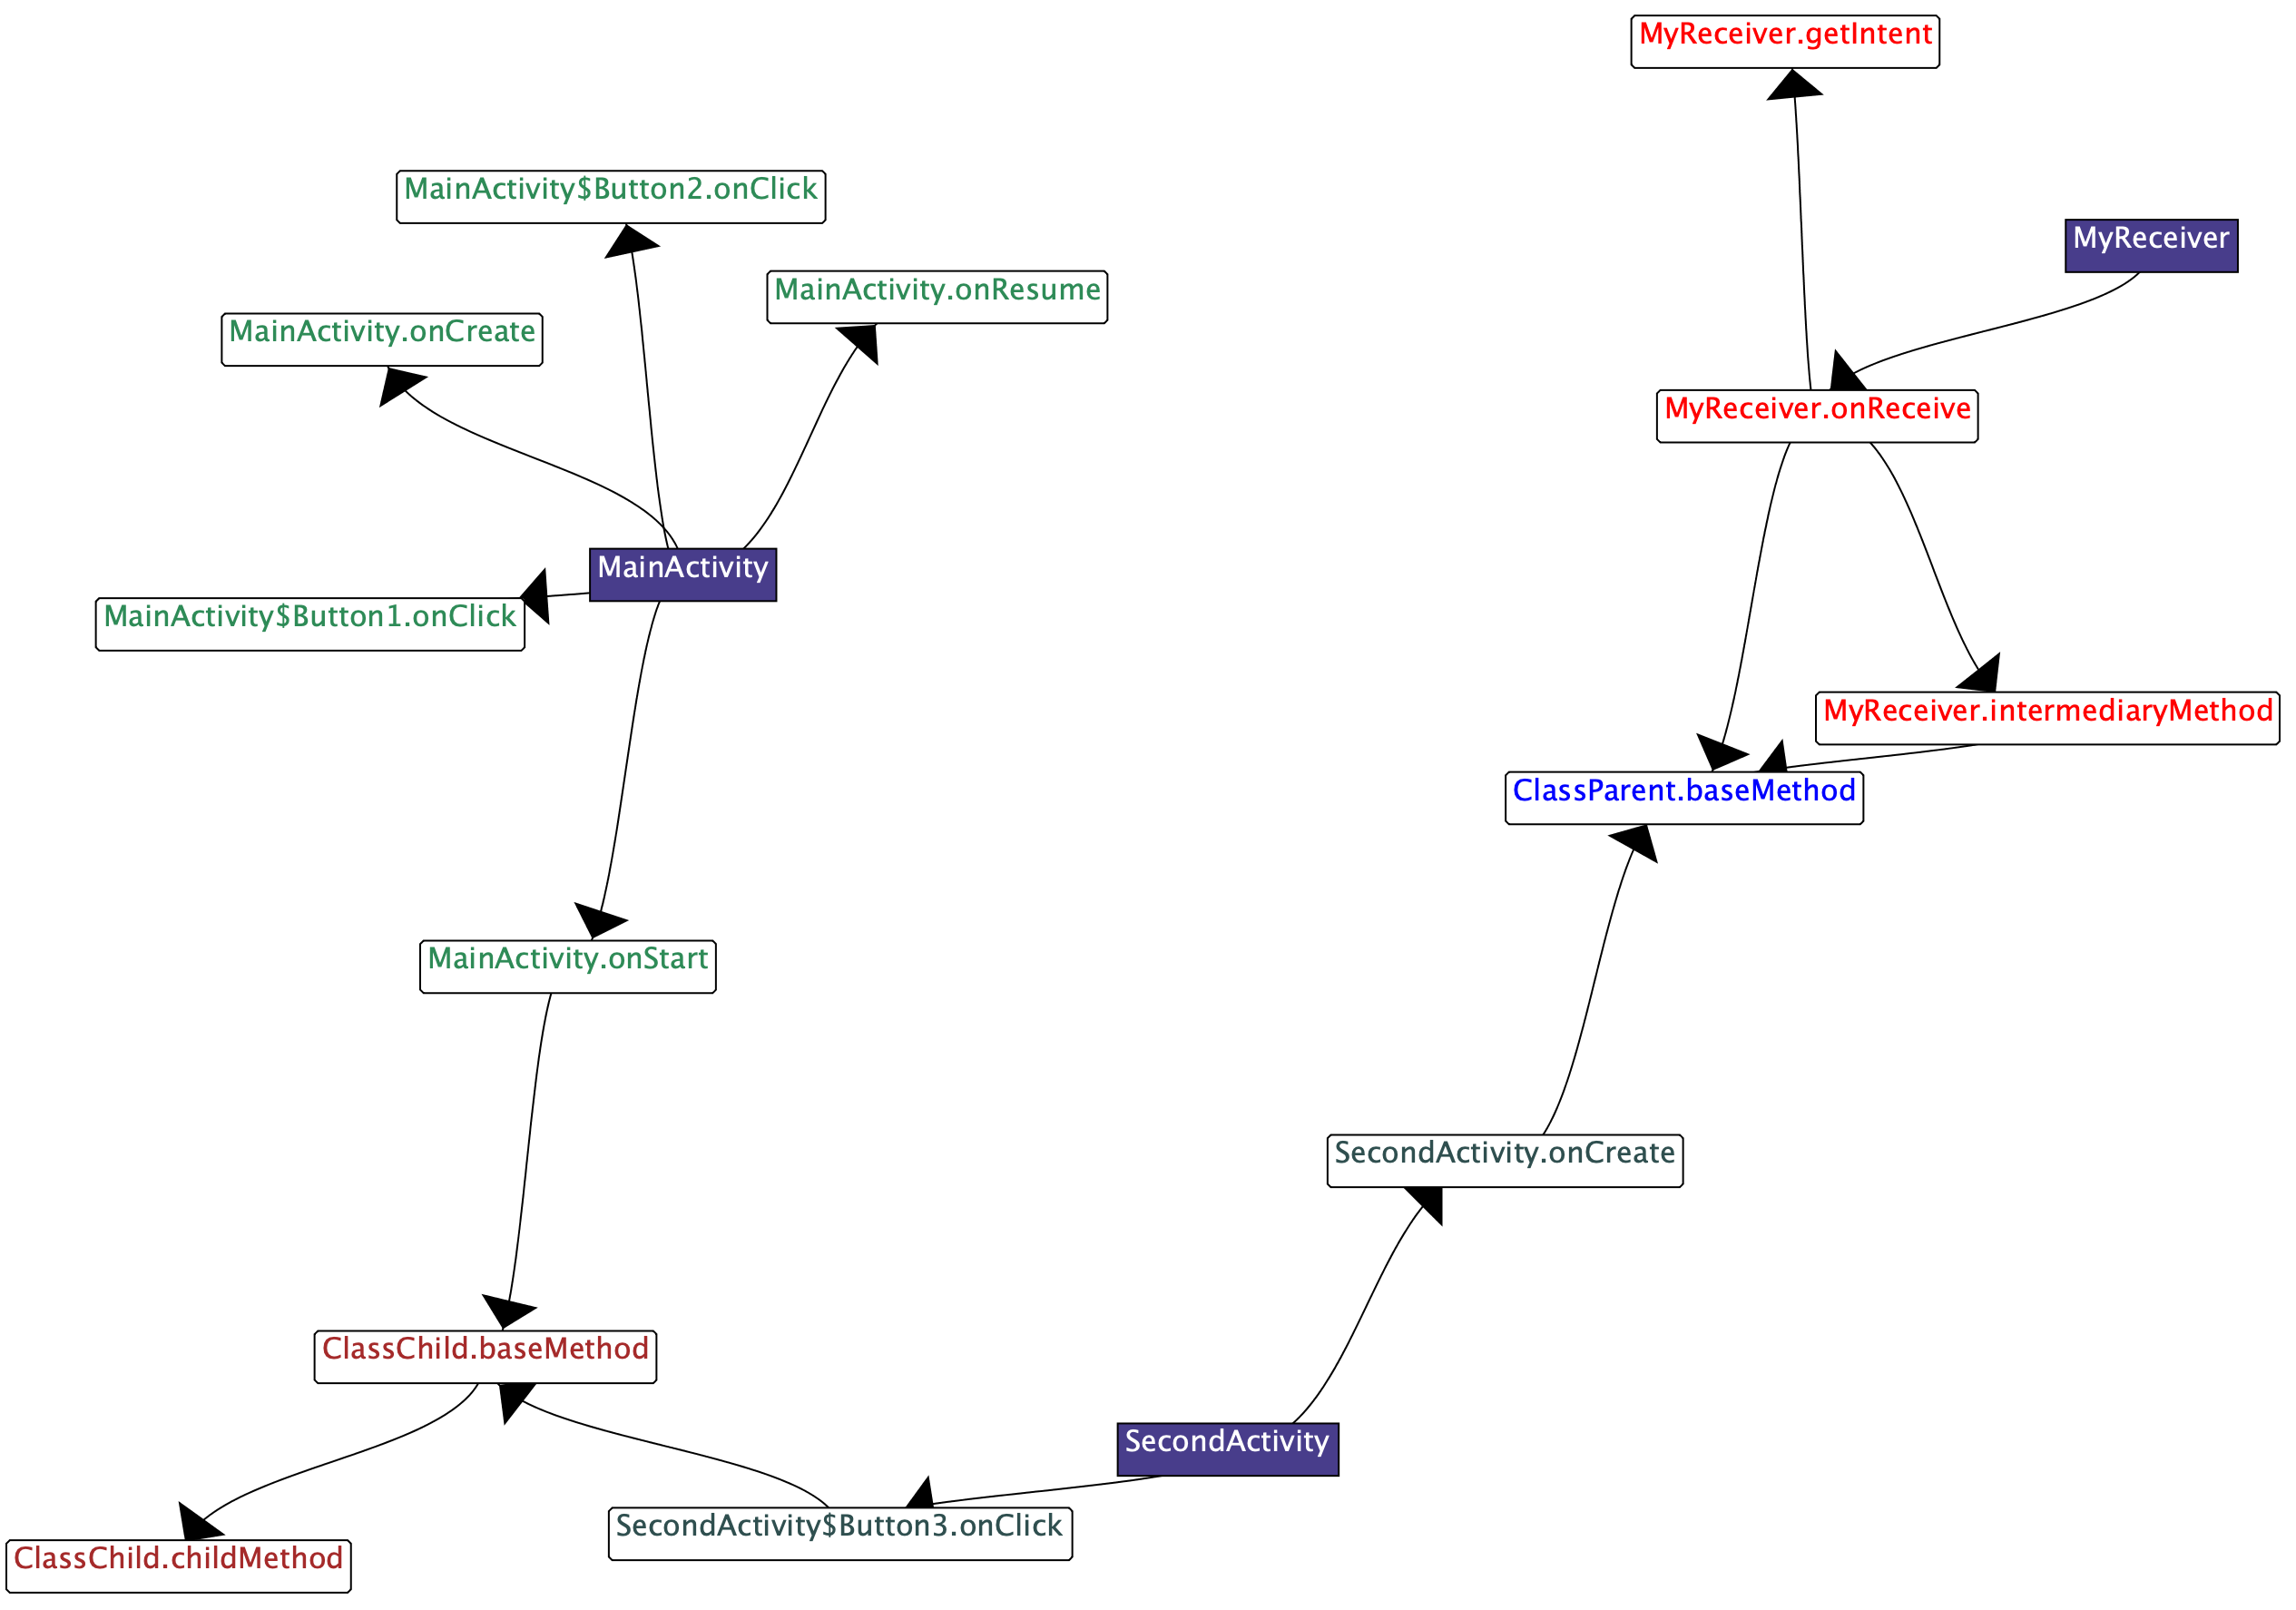 MyReceiver.getIntent
MainActivity$Button2.onClick
MyReceiver
MainActivity.onResume
MainActivity.onCreate
MyReceiver.onReceive
MainActivity
MainActivity$Button1.onClick
MyReceiver.intermediaryMethod
ClassParent.baseMethod
MainActivity.onStart
SecondActivity.onCreate
ClassChild.baseMethod
SecondActivity
SecondActivity$Button3.onClick
ClassChild.childMethod